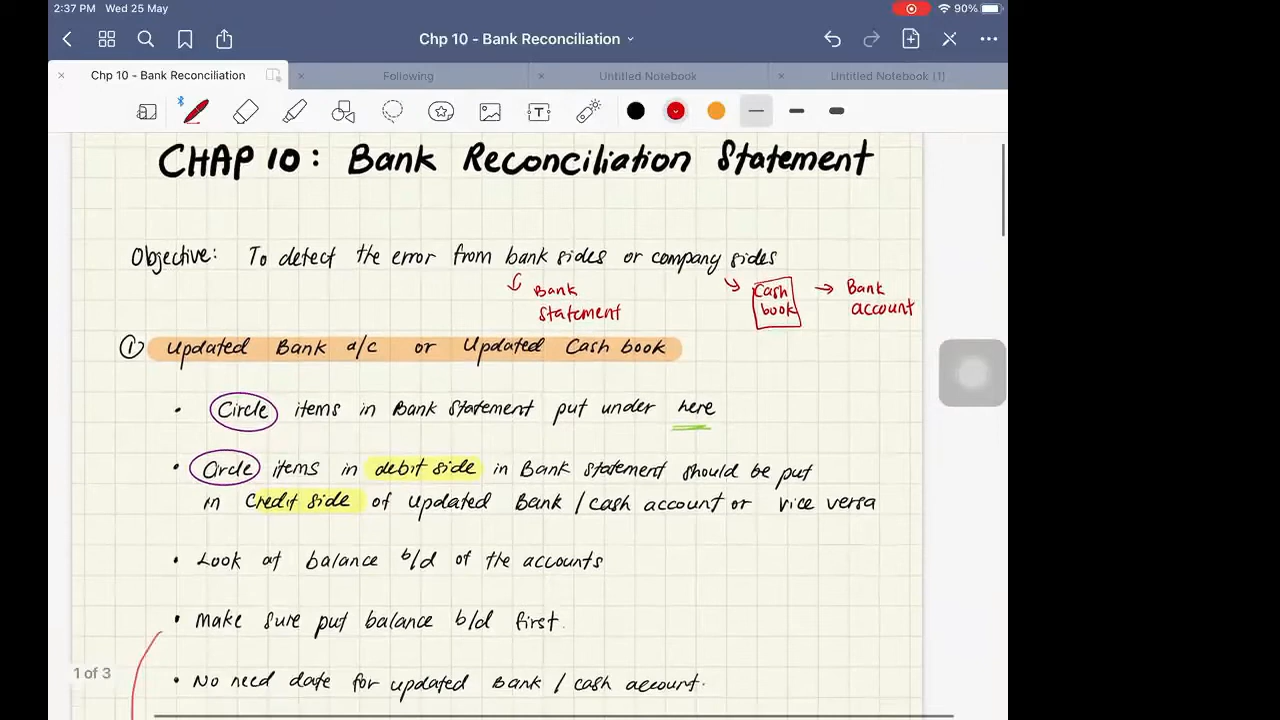 2:37 PM Wed 25 May
90%
Chp 10 - Bank Reconciliation
Chp 10 - Bank Reconciliation
Following
Untitled Notebook
Untitled Notebook (1)
CHAP 10: Bank Reconciliation Statement
Objective: To detect the error from bank sides or company sides
Bank statement
Cash book → Bank account
① Updated Bank a/c or Updated Cash book
• Circle items in Bank statement put under here
• Circle items in debit side in Bank statement should be put
in Credit side of Updated Bank / cash account or vice versa
• Look at balance b/d of the accounts
• Make sure put balance b/d first.
• No need date for updated Bank / cash account.
1 of 3